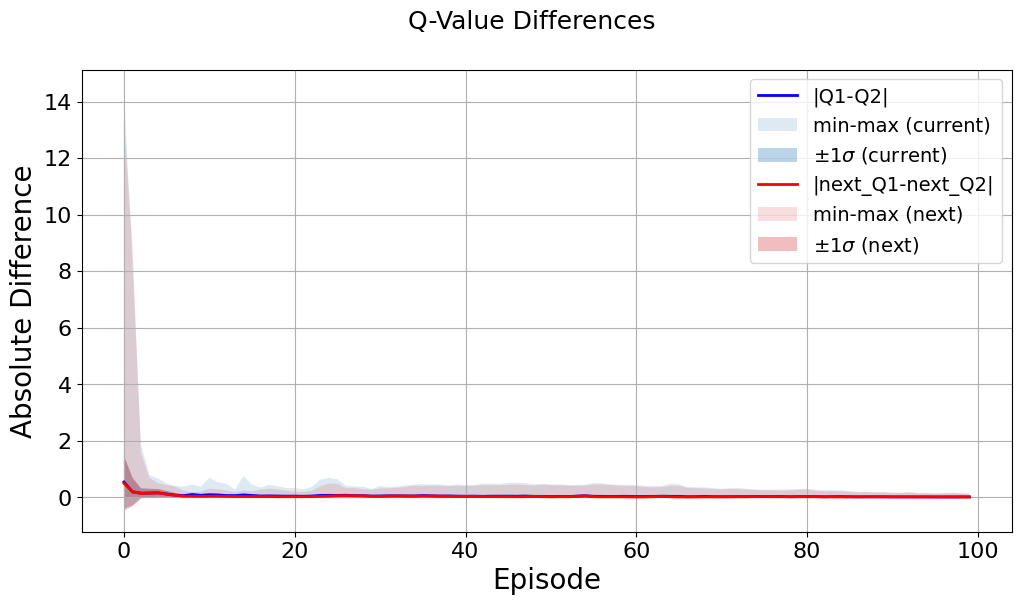 Q-Value Differences
Absolute Difference
14
12
10
8
6
4
2
0
|Q1-Q2|
min-max (current)
±1σ (current)
|next_Q1-next_Q2|
min-max (next)
±1σ (next)
0 20 40 60 80 100
Episode